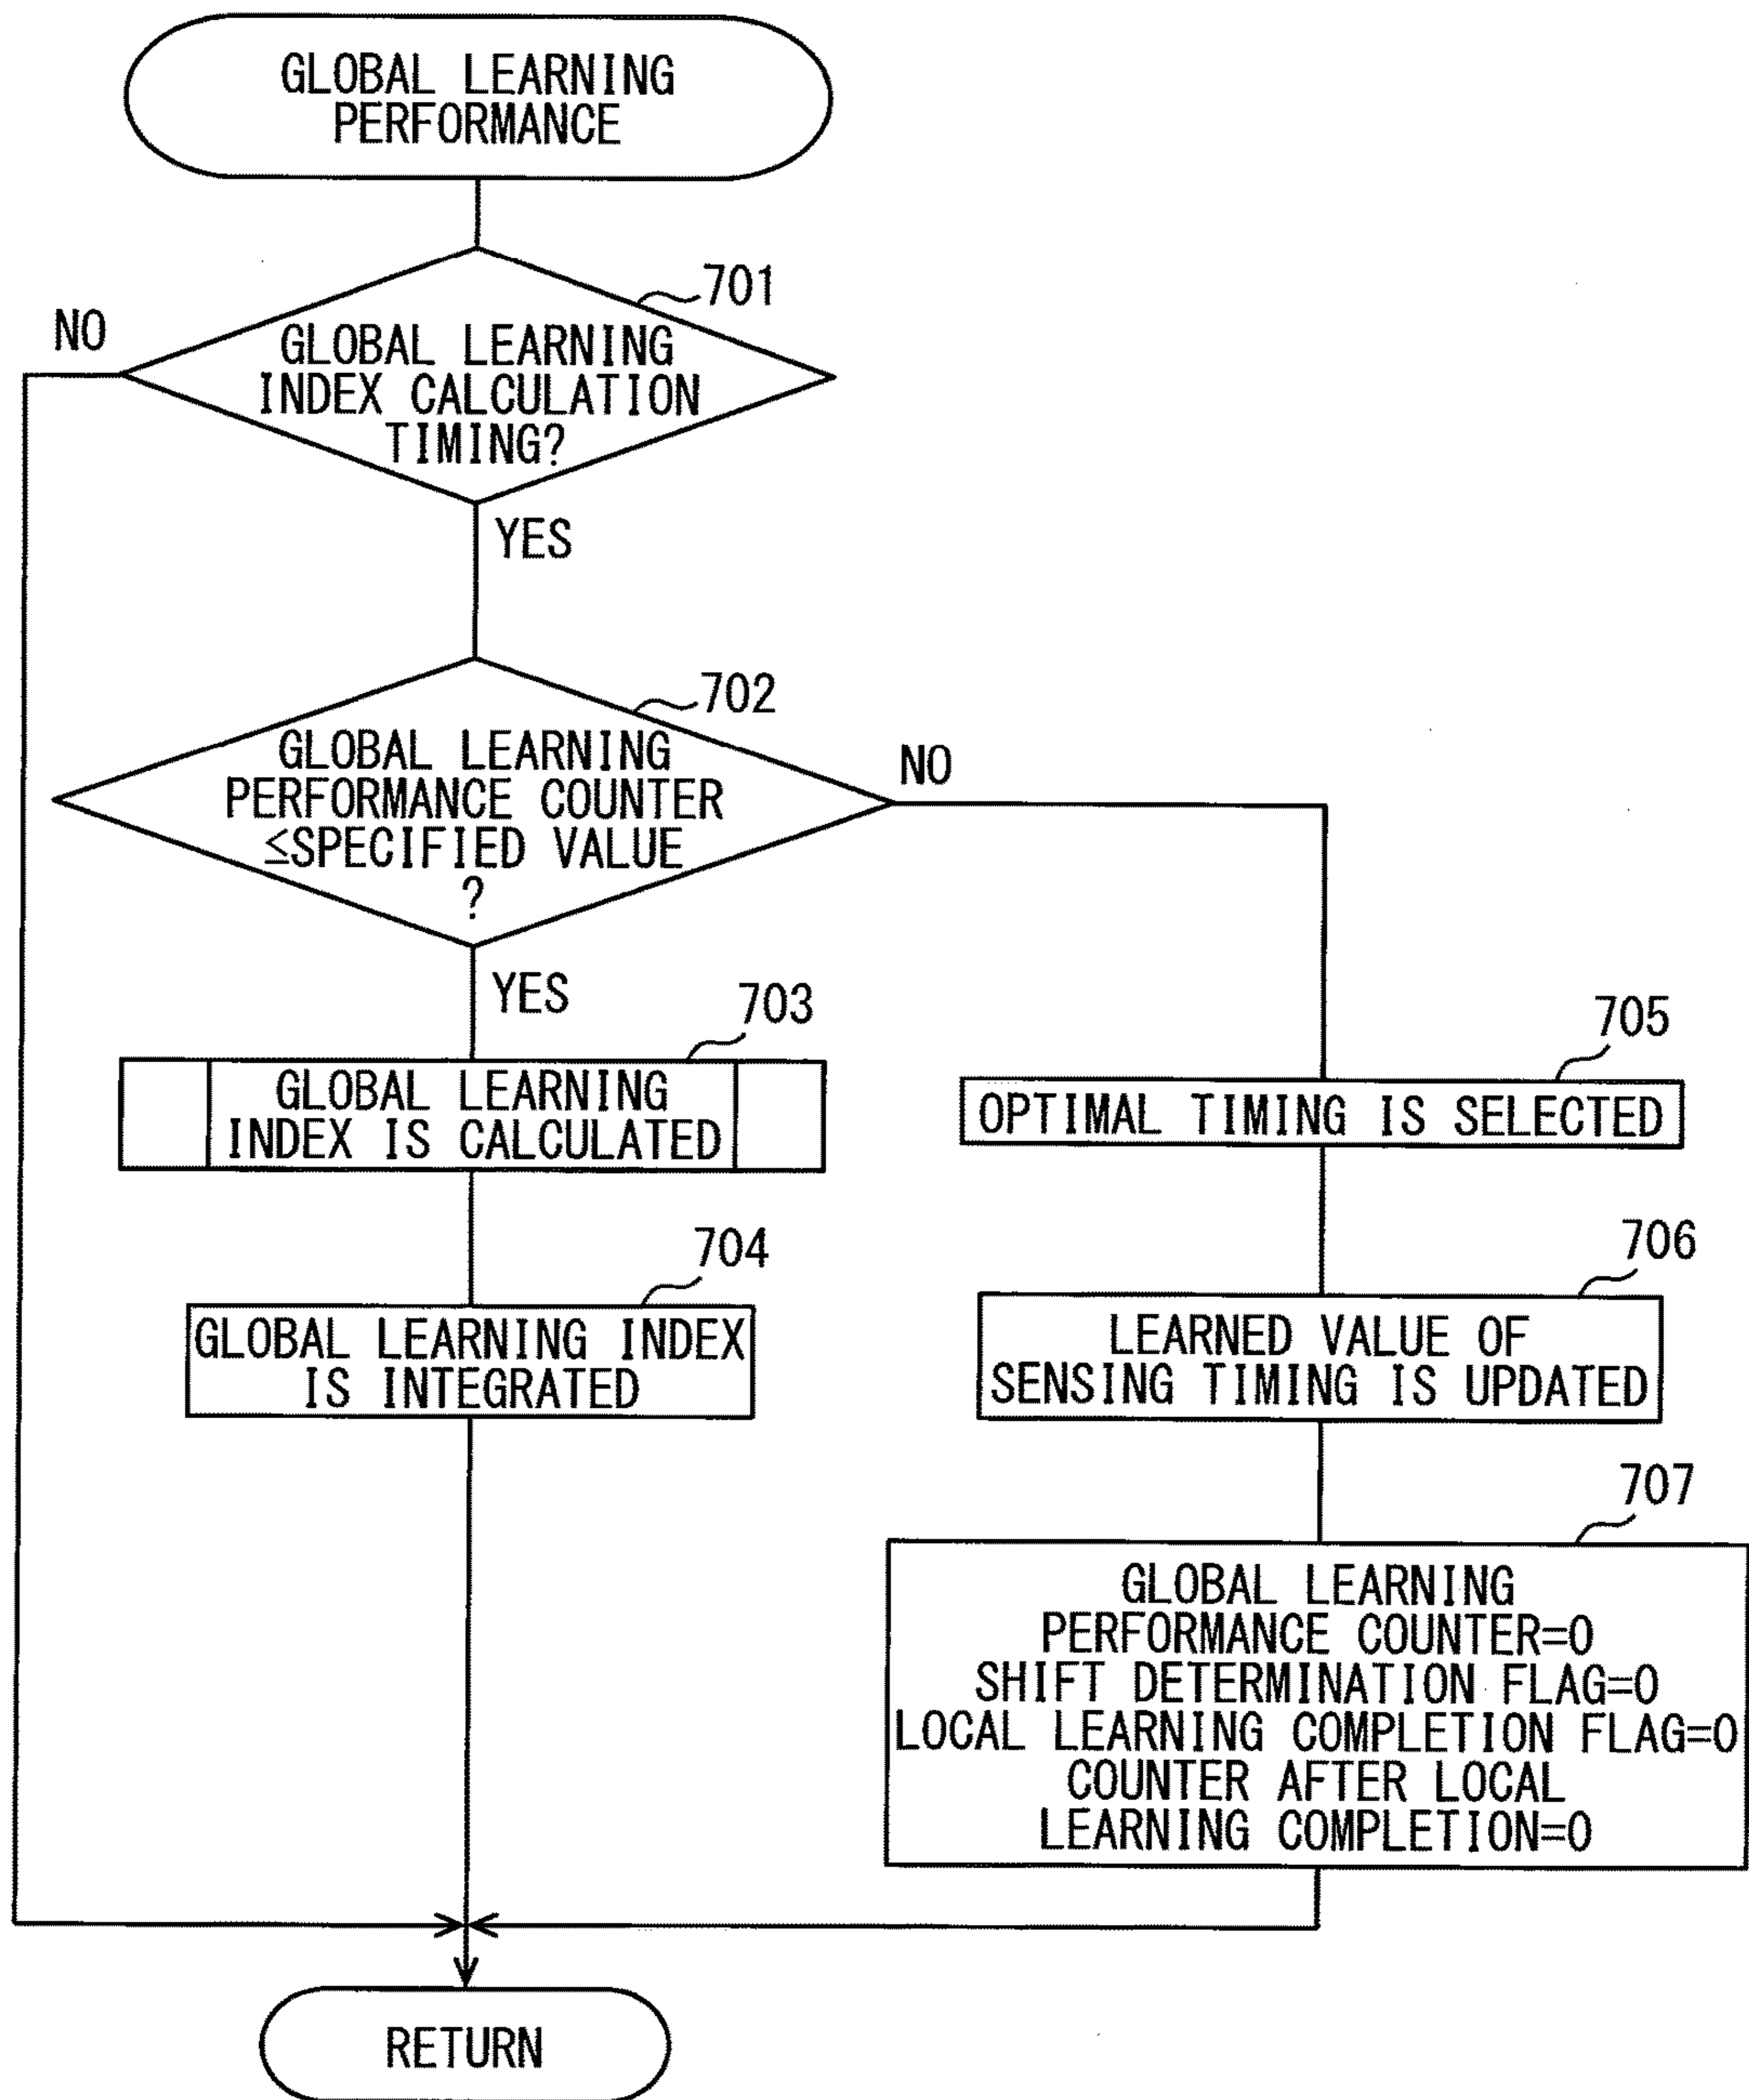 GLOBAL LEARNING
PERFORMANCE
701
NO
GLOBAL LEARNING
INDEX CALCULATION
TIMING?
YES
702
GLOBAL LEARNING
PERFORMANCE COUNTER
≦SPECIFIED VALUE
?
NO
YES
703
GLOBAL LEARNING
INDEX IS CALCULATED
705
OPTIMAL TIMING IS SELECTED
704
GLOBAL LEARNING INDEX
IS INTEGRATED
706
LEARNED VALUE OF
SENSING TIMING IS UPDATED
707
GLOBAL LEARNING
PERFORMANCE COUNTER=0
SHIFT DETERMINATION FLAG=0
LOCAL LEARNING COMPLETION FLAG=0
COUNTER AFTER LOCAL
LEARNING COMPLETION=0
RETURN